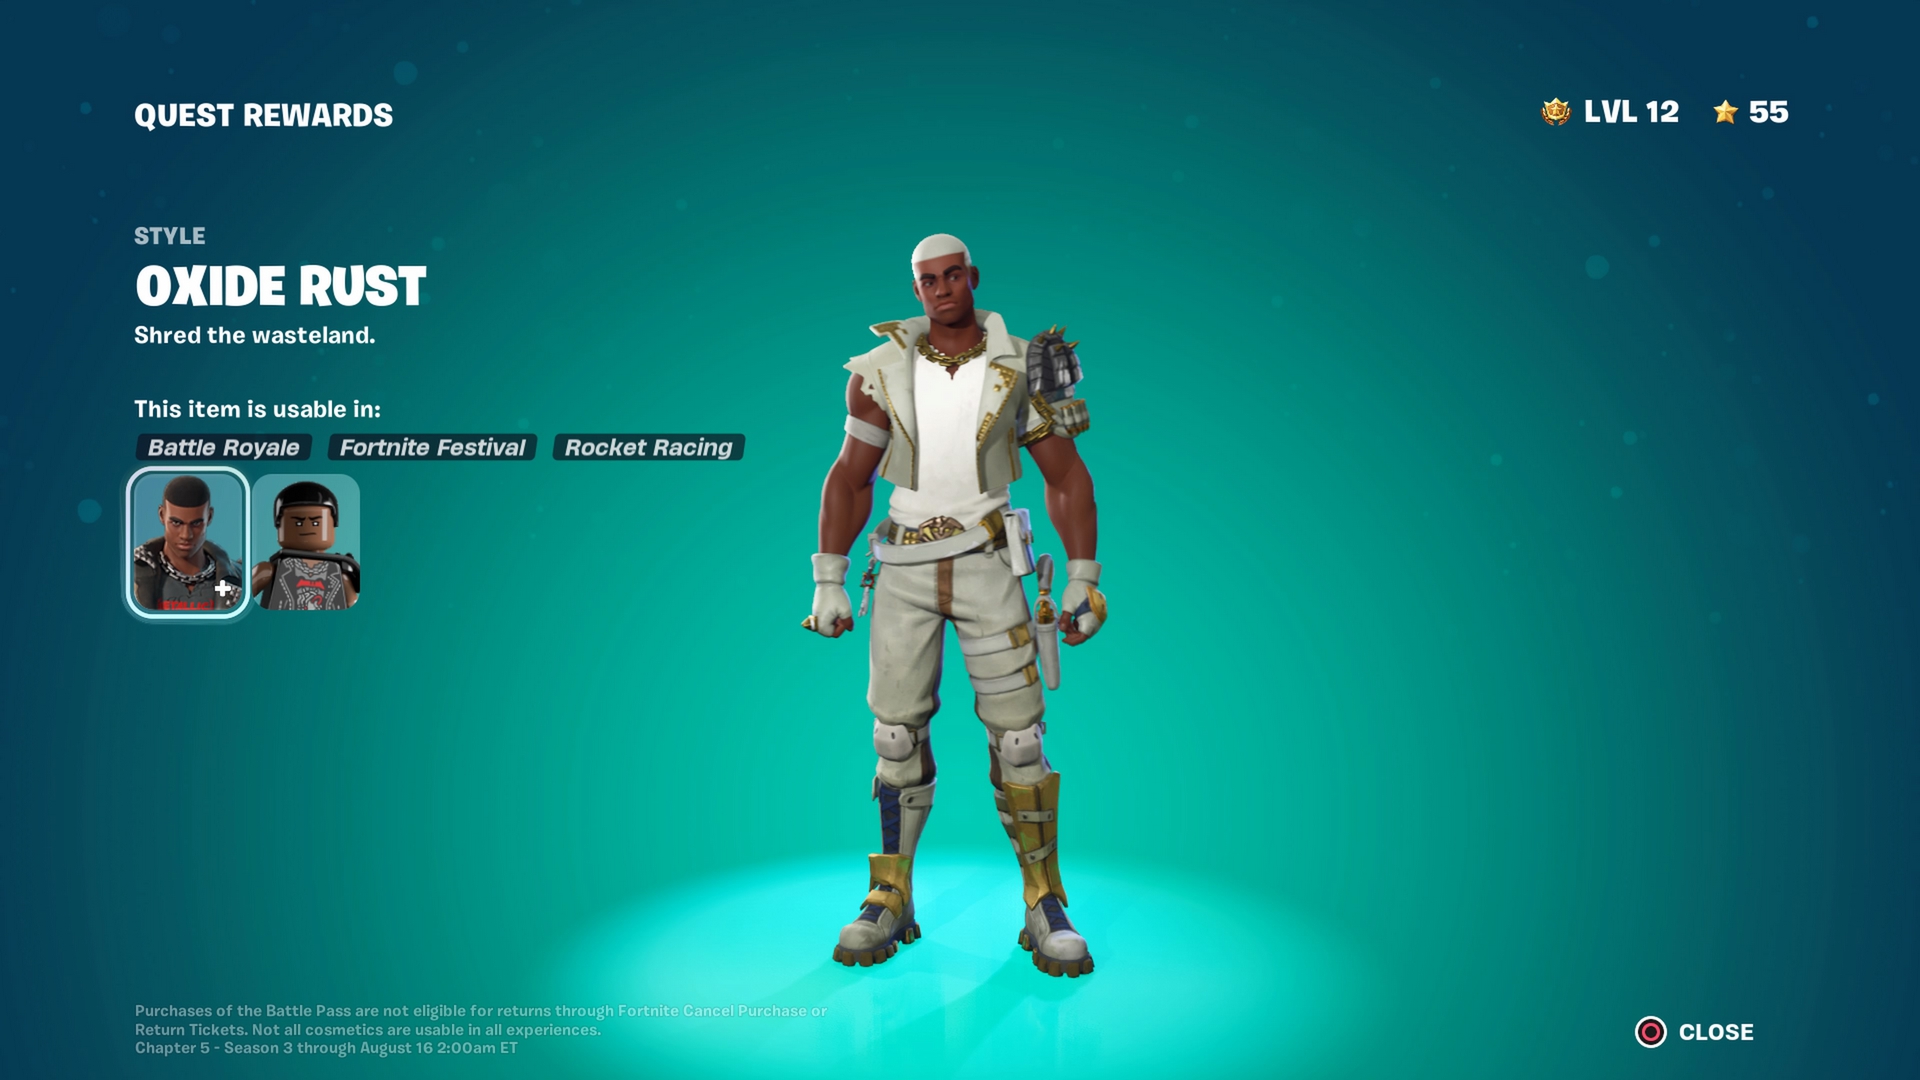 QUEST REWARDS
LVL 12
55
STYLE
OXIDE RUST
Shred the wasteland.
This item is usable in:
Battle Royale
Fortnite Festival
Rocket Racing
Purchases of the Battle Pass are not eligible for returns through Fortnite Cancel Purchase or
Return Tickets. Not all cosmetics are usable in all experiences.
Chapter 5 - Season 3 through August 16 2:00am ET
CLOSE